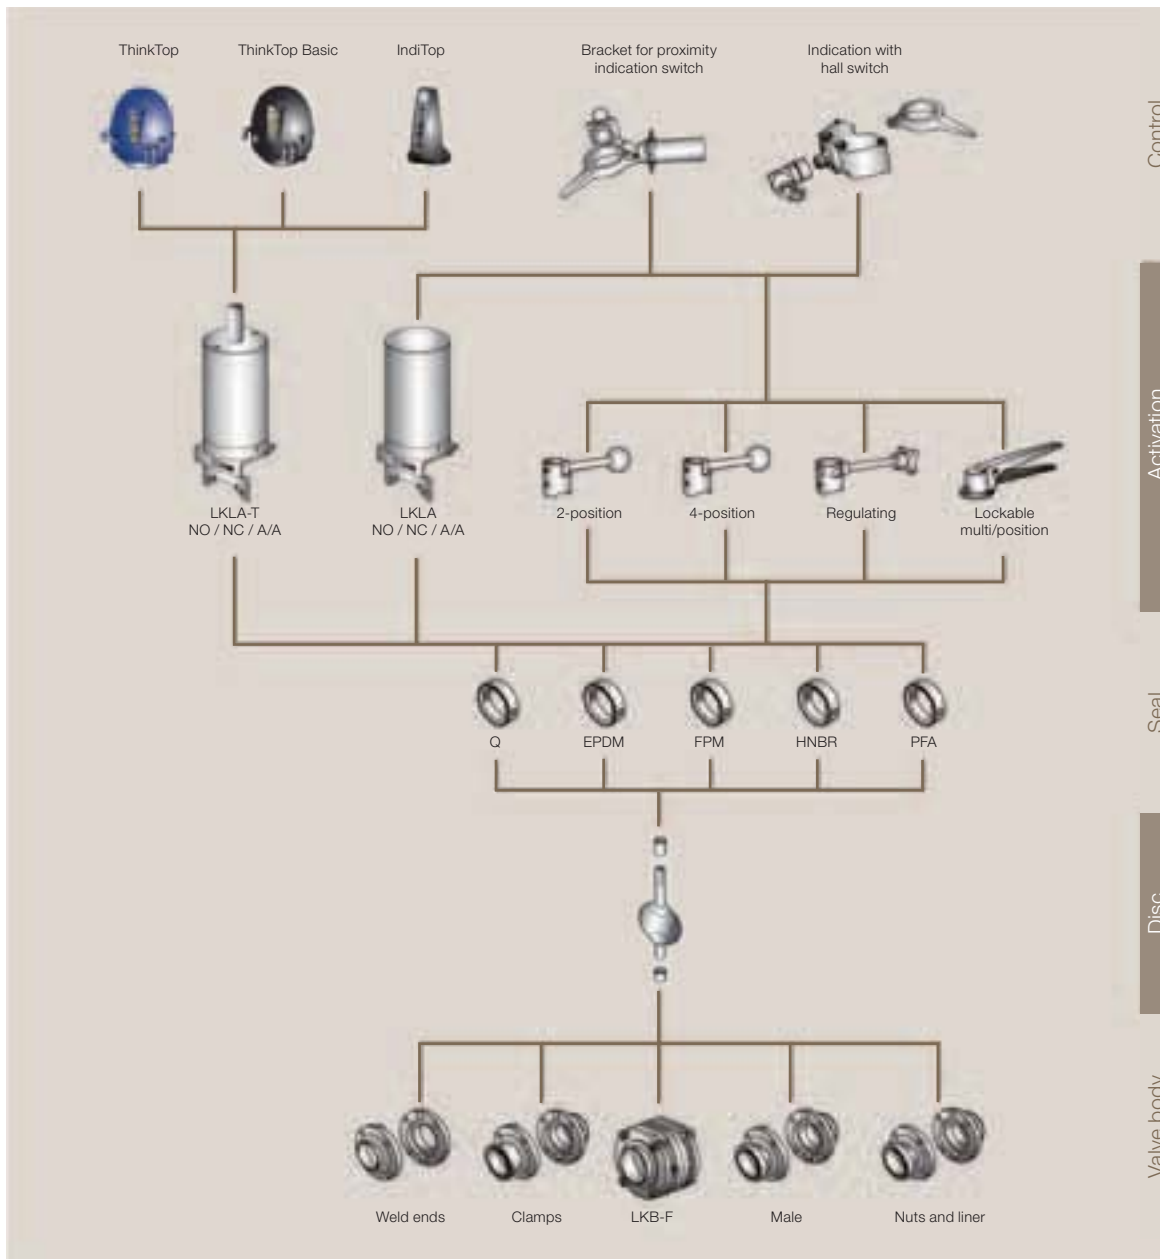 ThinkTop
ThinkTop Basic
IndiTop
Bracket for proximity
indication switch
Indication with
hall switch
Control
LKLA-T
NO / NC / A/A
LKLA
NO / NC / A/A
2-position
4-position
Regulating
Lockable
multi/position
Activation
Q
EPDM
FPM
HNBR
PFA
Seal
Disc
Weld ends
Clamps
LKB-F
Male
Nuts and liner
Valve body